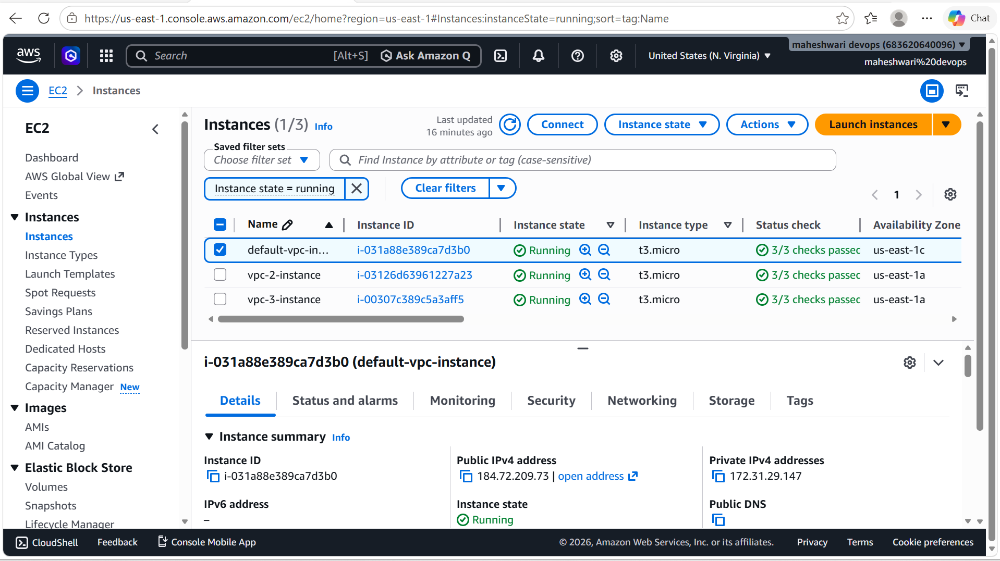 https://us-east-1.console.aws.amazon.com/ec2/home?region=us-east-1#Instances:instanceState=running;sort=tag:Name
Chat
aws
Search
[Alt+S]
Ask Amazon Q
United States (N. Virginia)
maheshwari devops (683620640096)
maheshwari%20devops
EC2
Instances
EC2
Dashboard
AWS Global View
Events
Instances
Instances
Instance Types
Launch Templates
Spot Requests
Savings Plans
Reserved Instances
Dedicated Hosts
Capacity Reservations
Capacity Manager New
Images
AMIs
AMI Catalog
Elastic Block Store
Volumes
Snapshots
Lifecycle Manager
Instances (1/3) Info
Last updated
16 minutes ago
Connect
Instance state
Actions
Launch instances
Saved filter sets
Choose filter set
Find Instance by attribute or tag (case-sensitive)
Instance state = running
Clear filters
1
Name Instance ID Instance state Instance type Status check Availability Zone
default-vpc-in... i-031a88e389ca7d3b0 Running t3.micro 3/3 checks passed us-east-1c
vpc-2-instance i-03126d63961227a23 Running t3.micro 3/3 checks passed us-east-1a
vpc-3-instance i-00307c389c5a3aff5 Running t3.micro 3/3 checks passed us-east-1a
i-031a88e389ca7d3b0 (default-vpc-instance)
Details Status and alarms Monitoring Security Networking Storage Tags
Instance summary Info
Instance ID
i-031a88e389ca7d3b0
Public IPv4 address
184.72.209.73 | open address
Private IPv4 addresses
172.31.29.147
IPv6 address
–
Instance state
Running
Public DNS
CloudShell
Feedback
Console Mobile App
© 2026, Amazon Web Services, Inc. or its affiliates.
Privacy
Terms
Cookie preferences